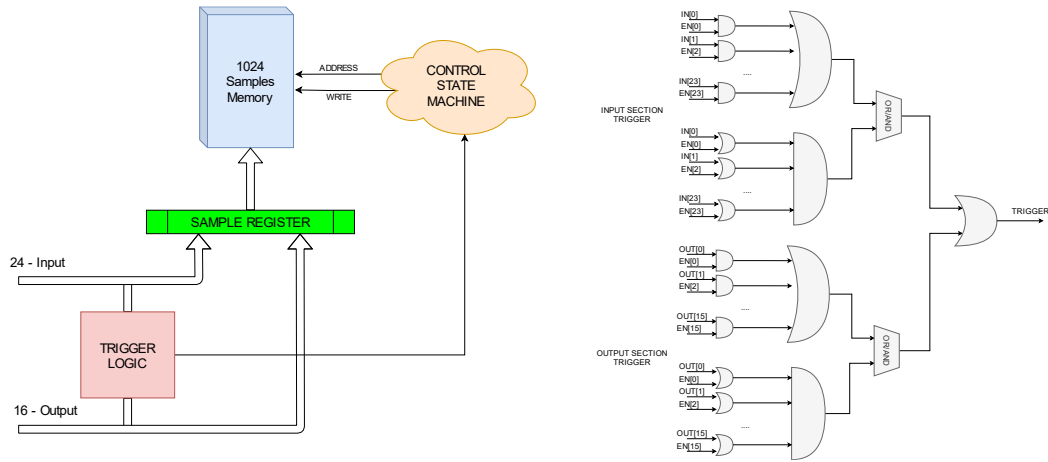 1024
Samples
Memory
ADDRESS
WRITE
CONTROL
STATE
MACHINE
SAMPLE REGISTER
24 - Input
TRIGGER
LOGIC
16 - Output
IN[0]
EN[0]
IN[1]
EN[2]
....
IN[23]
EN[23]
INPUT SECTION
TRIGGER
OR/AND
IN[0]
EN[0]
IN[1]
EN[2]
....
IN[23]
EN[23]
TRIGGER
OUT[0]
EN[0]
OUT[1]
EN[2]
....
OUT[15]
EN[15]
OUTPUT SECTION
TRIGGER
OR/AND
OUT[0]
EN[0]
OUT[1]
EN[2]
....
OUT[15]
EN[15]